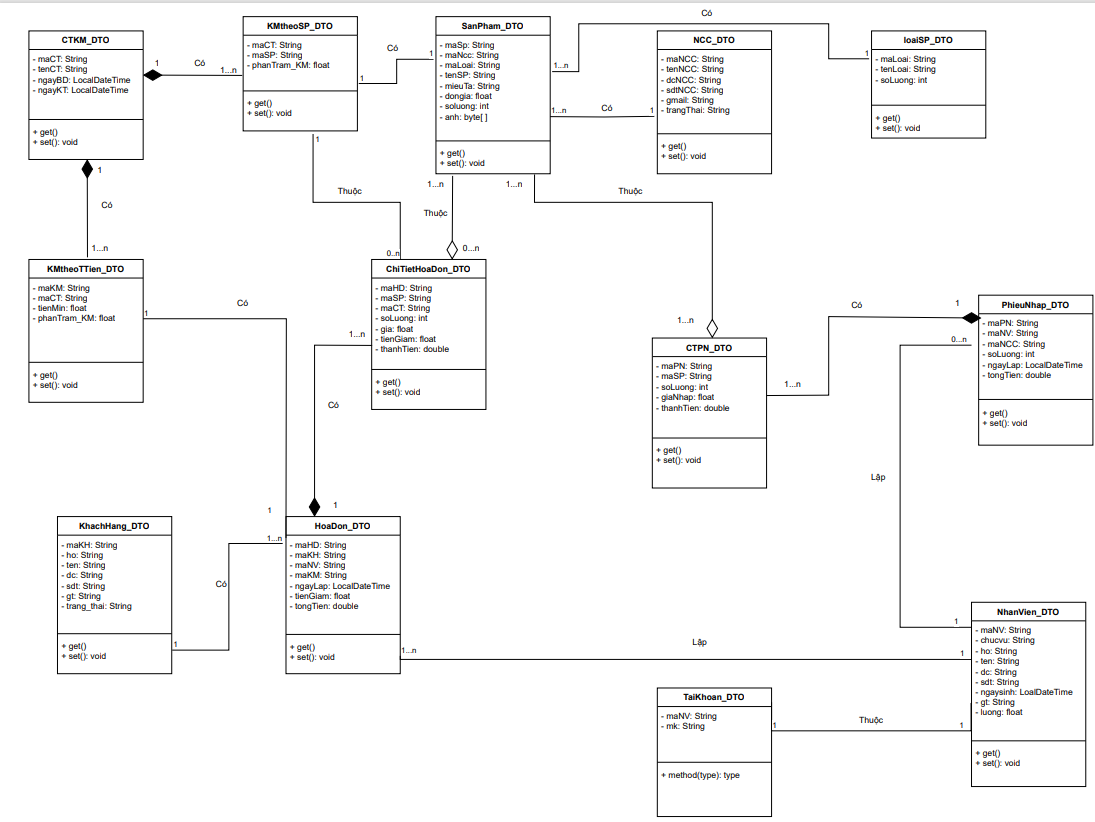 CTKM_DTO
- maCT: String
- tenCT: String
- ngayBD: LocalDateTime
- ngayKT: LocalDateTime
+ get()
+ set(): void
1
Có
1...n
KMtheoSP_DTO
- maCT: String
- maSP: String
- phanTram_KM: float
+ get()
+ set(): void
1
Có
1
SanPham_DTO
- maSp: String
- maNcc: String
- maLoai: String
- tenSP: String
- mieuTa: String
- dongia: float
- soluong: int
- anh: byte[ ]
+ get()
+ set(): void
1...n
Có
1
1...n
Có
1
NCC_DTO
- maNCC: String
- tenNCC: String
- dcNCC: String
- sdtNCC: String
- gmail: String
- trangThai: String
+ get()
+ set(): void
loaiSP_DTO
- maLoai: String
- tenLoai: String
- soLuong: int
+ get()
+ set(): void
1
Có
1...n
1
Thuộc
0..n
1...n
Thuộc
0...n
1...n
Thuộc
1...n
KMtheoTTien_DTO
- maKM: String
- maCT: String
- tienMin: float
- phanTram_KM: float
+ get()
+ set(): void
1
Có
1
ChiTietHoaDon_DTO
- maHD: String
- maSP: String
- maCT: String
- soLuong: int
- gia: float
- tienGiam: float
- thanhTien: double
+ get()
+ set(): void
1...n
Có
1
CTPN_DTO
- maPN: String
- maSP: String
- soLuong: int
- giaNhap: float
- thanhTien: double
+ get()
+ set(): void
1...n
Có
1
PhieuNhap_DTO
- maPN: String
- maNV: String
- maNCC: String
- soLuong: int
- ngayLap: LocalDateTime
- tongTien: double
+ get()
+ set(): void
0...n
Lập
1
KhachHang_DTO
- maKH: String
- ho: String
- ten: String
- dc: String
- sdt: String
- gt: String
- trang_thai: String
+ get()
+ set(): void
1
Có
1...n
HoaDon_DTO
- maHD: String
- maKH: String
- maNV: String
- maKM: String
- ngayLap: LocalDateTime
- tienGiam: float
- tongTien: double
+ get()
+ set(): void
1...n
Lập
1
NhanVien_DTO
- maNV: String
- chucvu: String
- ho: String
- ten: String
- dc: String
- sdt: String
- ngaysinh: LoalDateTime
- gt: String
- luong: float
+ get()
+ set(): void
TaiKhoan_DTO
- maNV: String
- mk: String
+ method(type): type
1
Thuộc
1